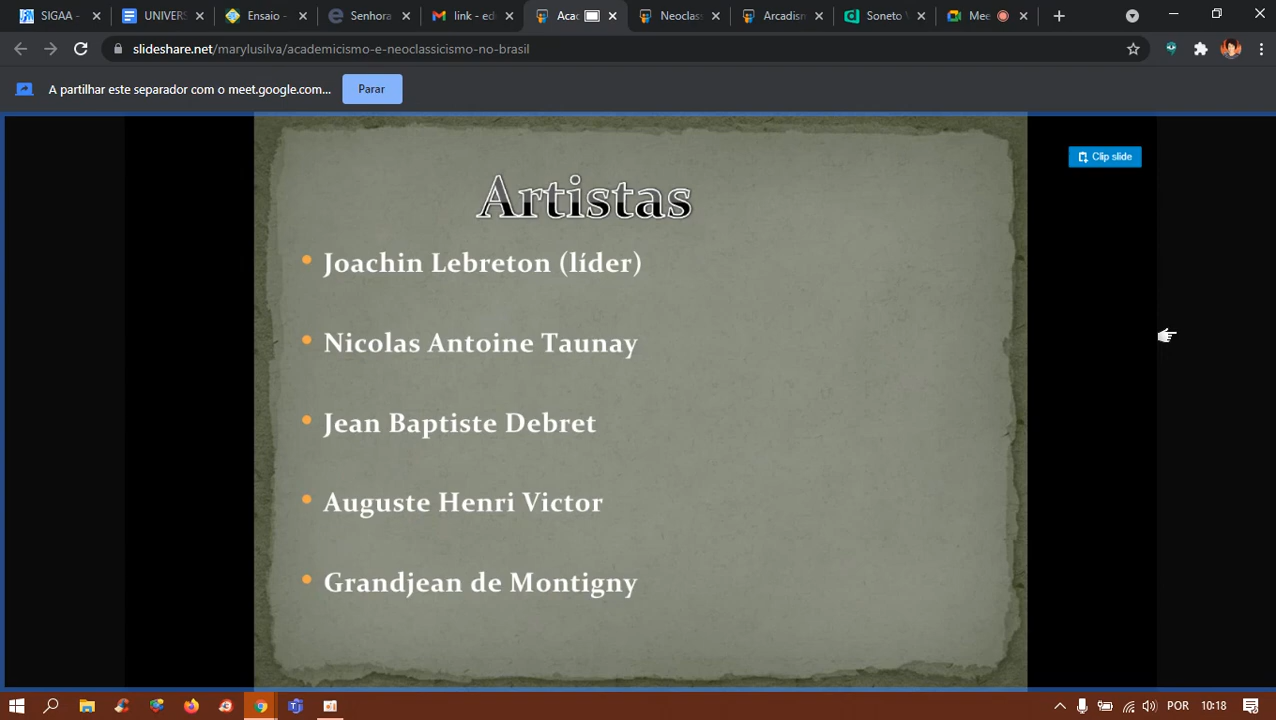 SIGAA -
UNIVERS
Ensaio -
Senhora
link - ed
Aca
Neoclas
Arcadism
Soneto V
Mee
slideshare.net/marylusilva/academicismo-e-neoclassicismo-no-brasil
A partilhar este separador com o meet.google.com...
Parar
Clip slide
Artistas
• Joachin Lebreton (líder)
• Nicolas Antoine Taunay
• Jean Baptiste Debret
• Auguste Henri Victor
• Grandjean de Montigny
POR
10:18